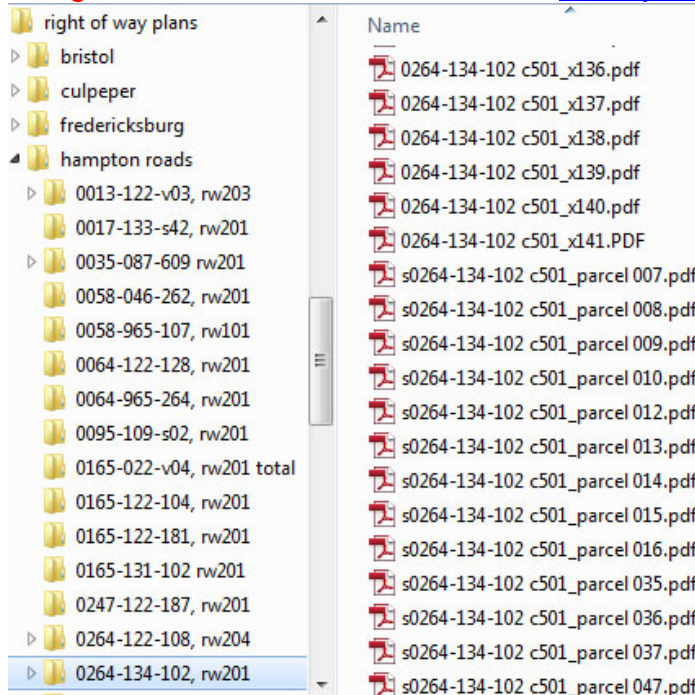 right of way plans
bristol
culpeper
fredericksburg
hampton roads
0013-122-v03, rw203
0017-133-s42, rw201
0035-087-609 rw201
0058-046-262, rw201
0058-965-107, rw101
0064-122-128, rw201
0064-965-264, rw201
0095-109-s02, rw201
0165-022-v04, rw201 total
0165-122-104, rw201
0165-122-181, rw201
0165-131-102 rw201
0247-122-187, rw201
0264-122-108, rw204
0264-134-102, rw201
Name
0264-134-102 c501_x136.pdf
0264-134-102 c501_x137.pdf
0264-134-102 c501_x138.pdf
0264-134-102 c501_x139.pdf
0264-134-102 c501_x140.pdf
0264-134-102 c501_x141.PDF
s0264-134-102 c501_parcel 007.pdf
s0264-134-102 c501_parcel 008.pdf
s0264-134-102 c501_parcel 009.pdf
s0264-134-102 c501_parcel 010.pdf
s0264-134-102 c501_parcel 012.pdf
s0264-134-102 c501_parcel 013.pdf
s0264-134-102 c501_parcel 014.pdf
s0264-134-102 c501_parcel 015.pdf
s0264-134-102 c501_parcel 016.pdf
s0264-134-102 c501_parcel 035.pdf
s0264-134-102 c501_parcel 036.pdf
s0264-134-102 c501_parcel 037.pdf
s0264-134-102 c501_parcel 047.pdf